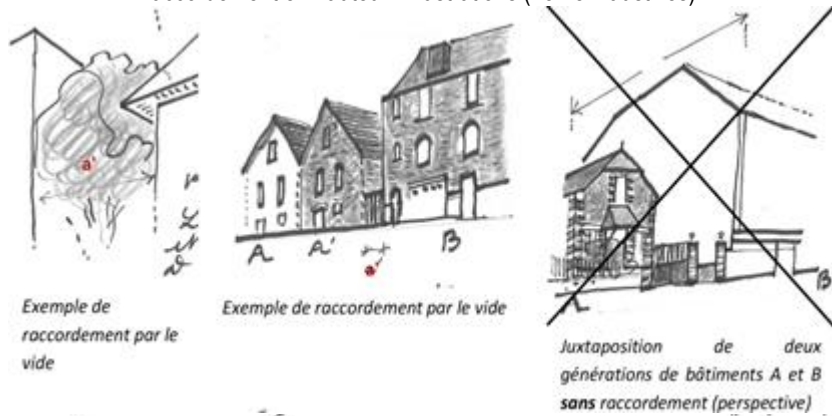 a'
A A' B
a'
B
Exemple de
raccordement par le
vide
Exemple de raccordement par le vide
Juxtaposition de deux
générations de bâtiments A et B
sans raccordement (perspective)